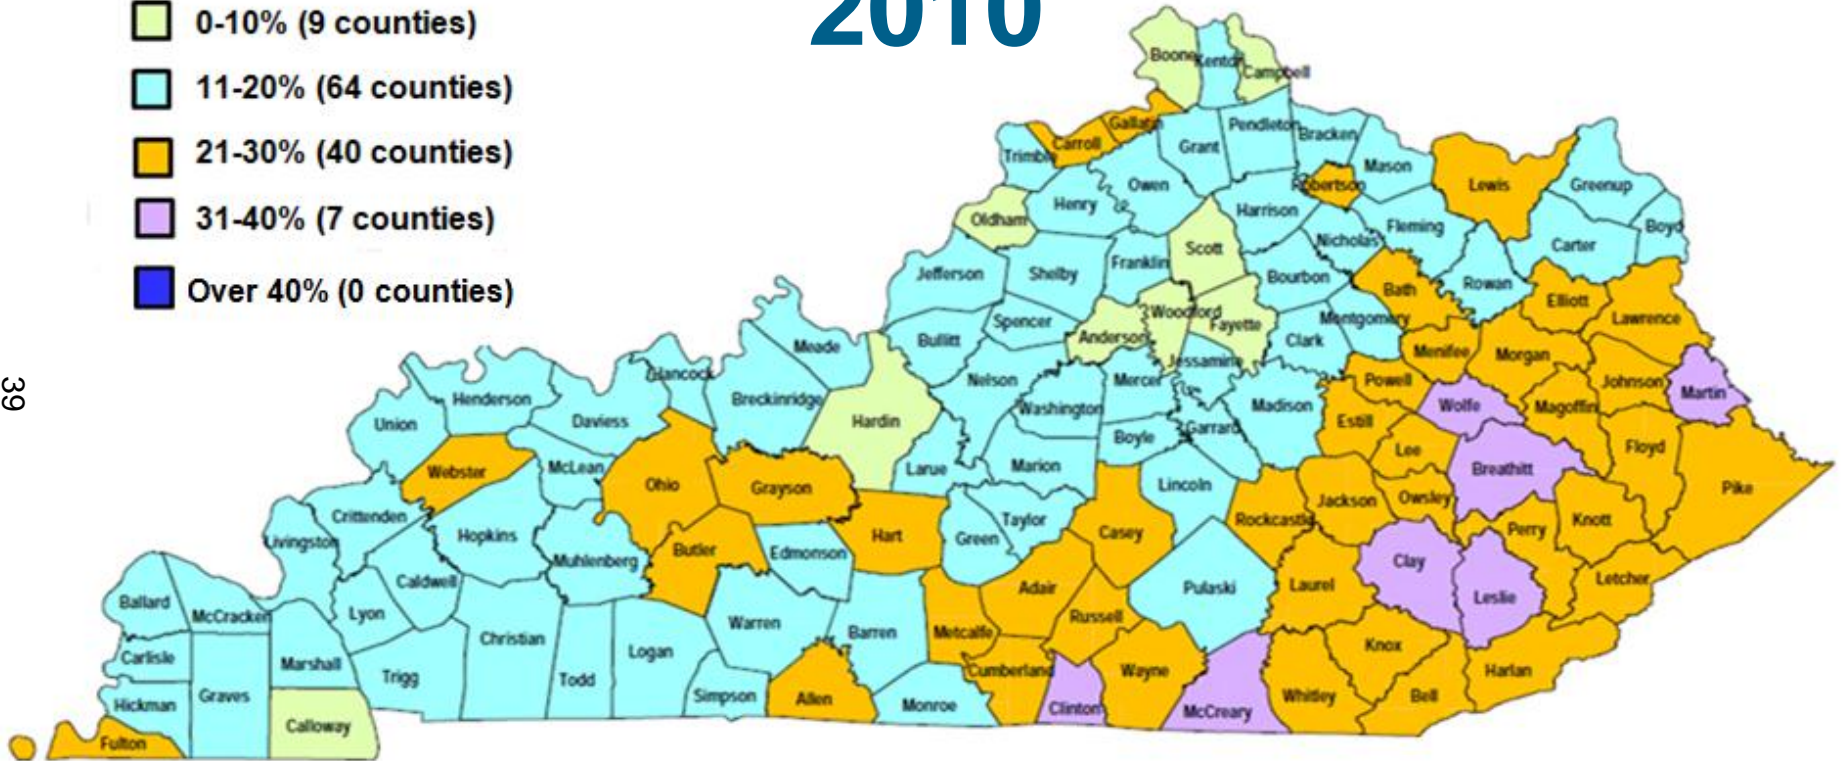 2010
0-10% (9 counties)
11-20% (64 counties)
21-30% (40 counties)
31-40% (7 counties)
Over 40% (0 counties)
39
Boone
Kenton
Campbell
Gallatin
Carroll
Trimble
Grant
Pendleton
Bracken
Mason
Robertson
Lewis
Greenup
Boyd
Carter
Owen
Henry
Oldham
Harrison
Nicholas
Fleming
Rowan
Scott
Franklin
Shelby
Jefferson
Bourbon
Bath
Elliott
Lawrence
Woodford
Fayette
Anderson
Spencer
Bullitt
Montgomery
Clark
Menifee
Morgan
Johnson
Martin
Jessamine
Mercer
Nelson
Washington
Meade
Hancock
Breckinridge
Hardin
Henderson
Union
Daviess
Webster
McLean
Ohio
Grayson
Larue
Marion
Boyle
Garrard
Madison
Estill
Powell
Wolfe
Magoffin
Floyd
Pike
Lee
Breathitt
Lincoln
Jackson
Owsley
Perry
Knott
Rockcastle
Casey
Taylor
Green
Hart
Edmonson
Butler
Muhlenberg
Hopkins
Crittenden
Livingston
Caldwell
Lyon
Ballard
McCracken
Carlisle
Hickman
Graves
Marshall
Calloway
Fulton
Trigg
Christian
Todd
Logan
Simpson
Warren
Barren
Allen
Monroe
Metcalfe
Adair
Russell
Cumberland
Clinton
Wayne
McCreary
Pulaski
Laurel
Clay
Leslie
Letcher
Knox
Harlan
Bell
Whitley